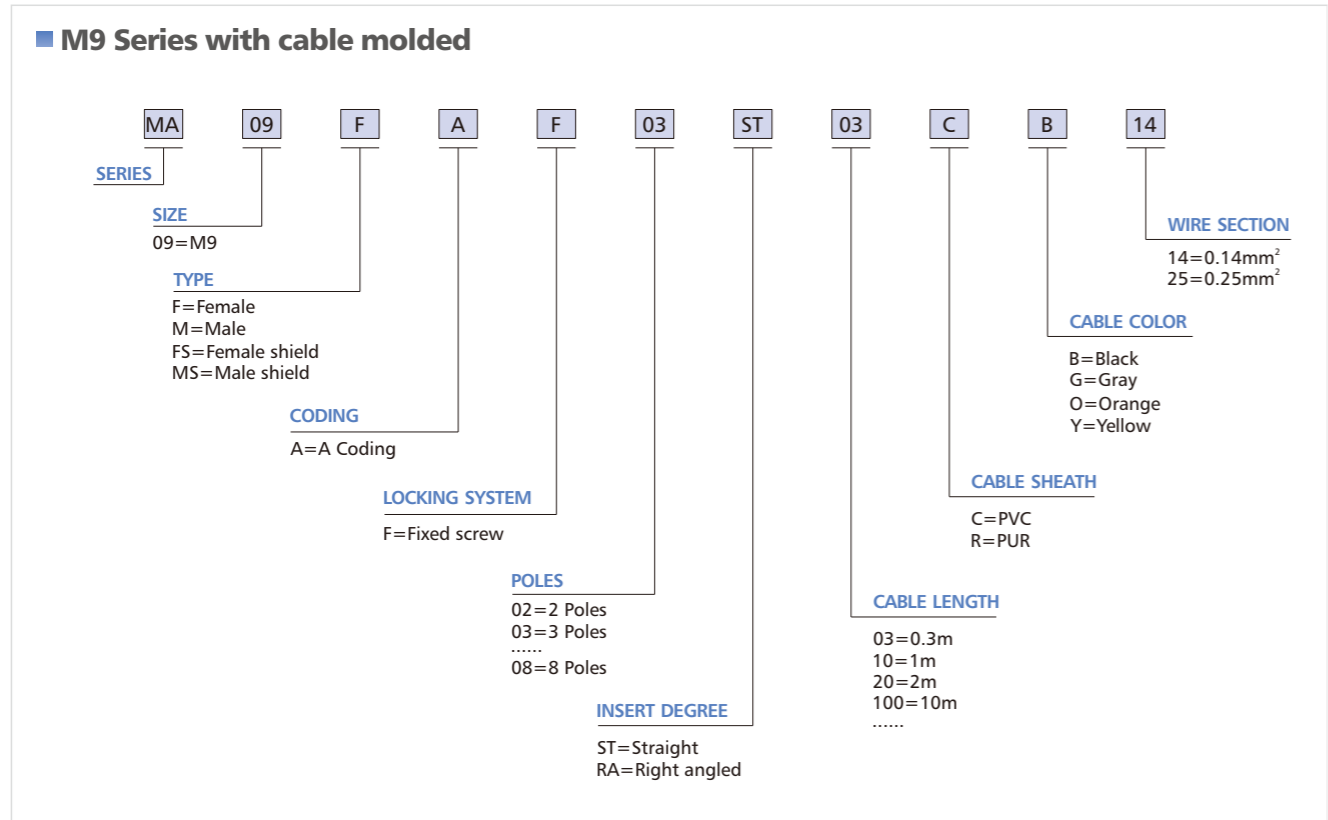 M9 Series with cable molded
MA 09 F A F 03 ST 03 C B 14
SERIES
SIZE
09=M9
TYPE
F=Female
M=Male
FS=Female shield
MS=Male shield
CODING
A=A Coding
LOCKING SYSTEM
F=Fixed screw
POLES
02=2 Poles
03=3 Poles
......
08=8 Poles
INSERT DEGREE
ST=Straight
RA=Right angled
CABLE LENGTH
03=0.3m
10=1m
20=2m
100=10m
......
CABLE SHEATH
C=PVC
R=PUR
CABLE COLOR
B=Black
G=Gray
O=Orange
Y=Yellow
WIRE SECTION
14=0.14mm²
25=0.25mm²